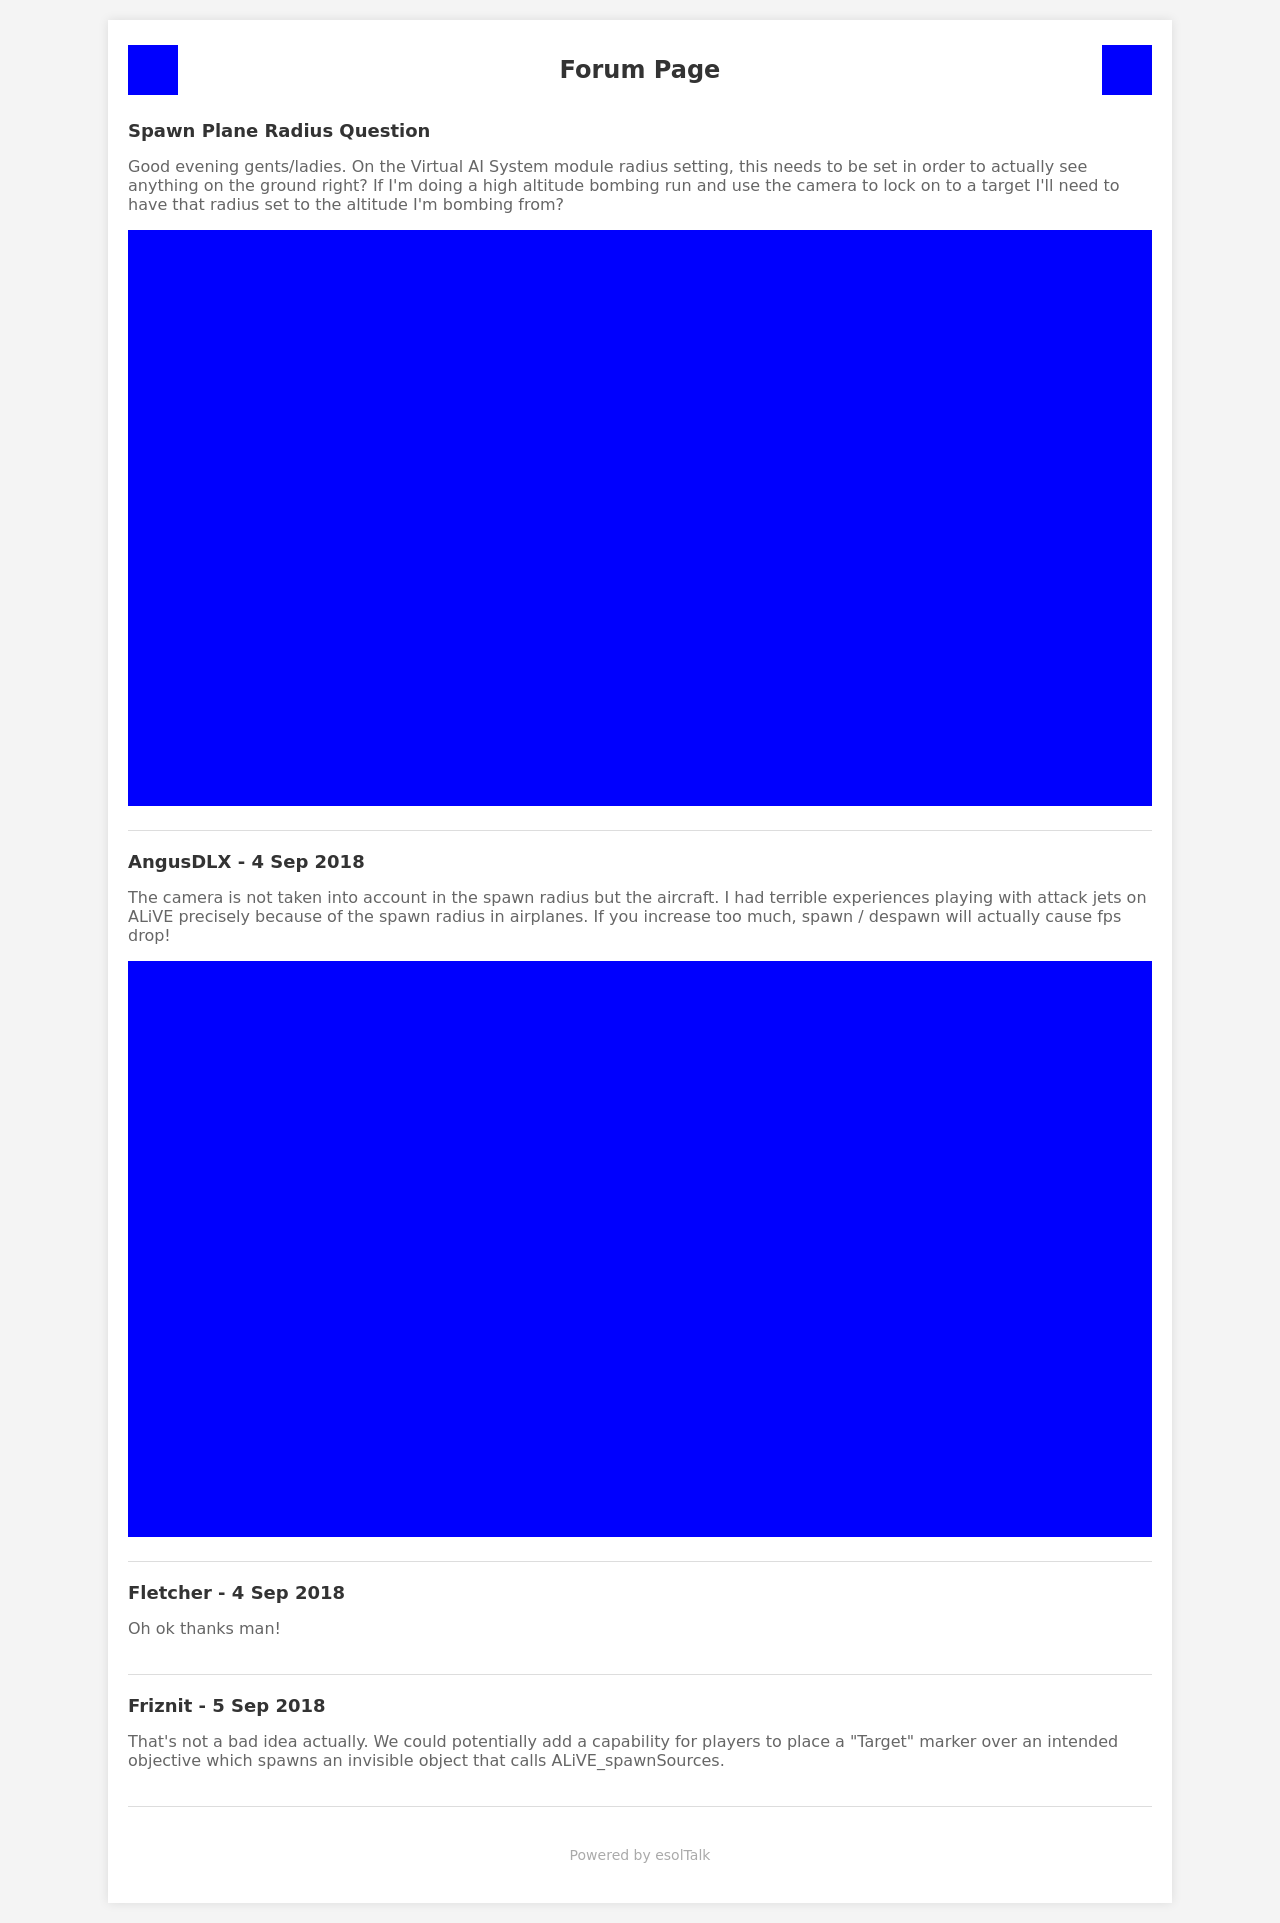 Forum Page
Spawn Plane Radius Question
Good evening gents/ladies. On the Virtual AI System module radius setting, this needs to be set in order to actually see
anything on the ground right? If I'm doing a high altitude bombing run and use the camera to lock on to a target I'll need to
have that radius set to the altitude I'm bombing from?
AngusDLX - 4 Sep 2018
The camera is not taken into account in the spawn radius but the aircraft. I had terrible experiences playing with attack jets on
ALiVE precisely because of the spawn radius in airplanes. If you increase too much, spawn / despawn will actually cause fps
drop!
Fletcher - 4 Sep 2018
Oh ok thanks man!
Friznit - 5 Sep 2018
That's not a bad idea actually. We could potentially add a capability for players to place a "Target" marker over an intended
objective which spawns an invisible object that calls ALiVE_spawnSources.
Powered by esolTalk